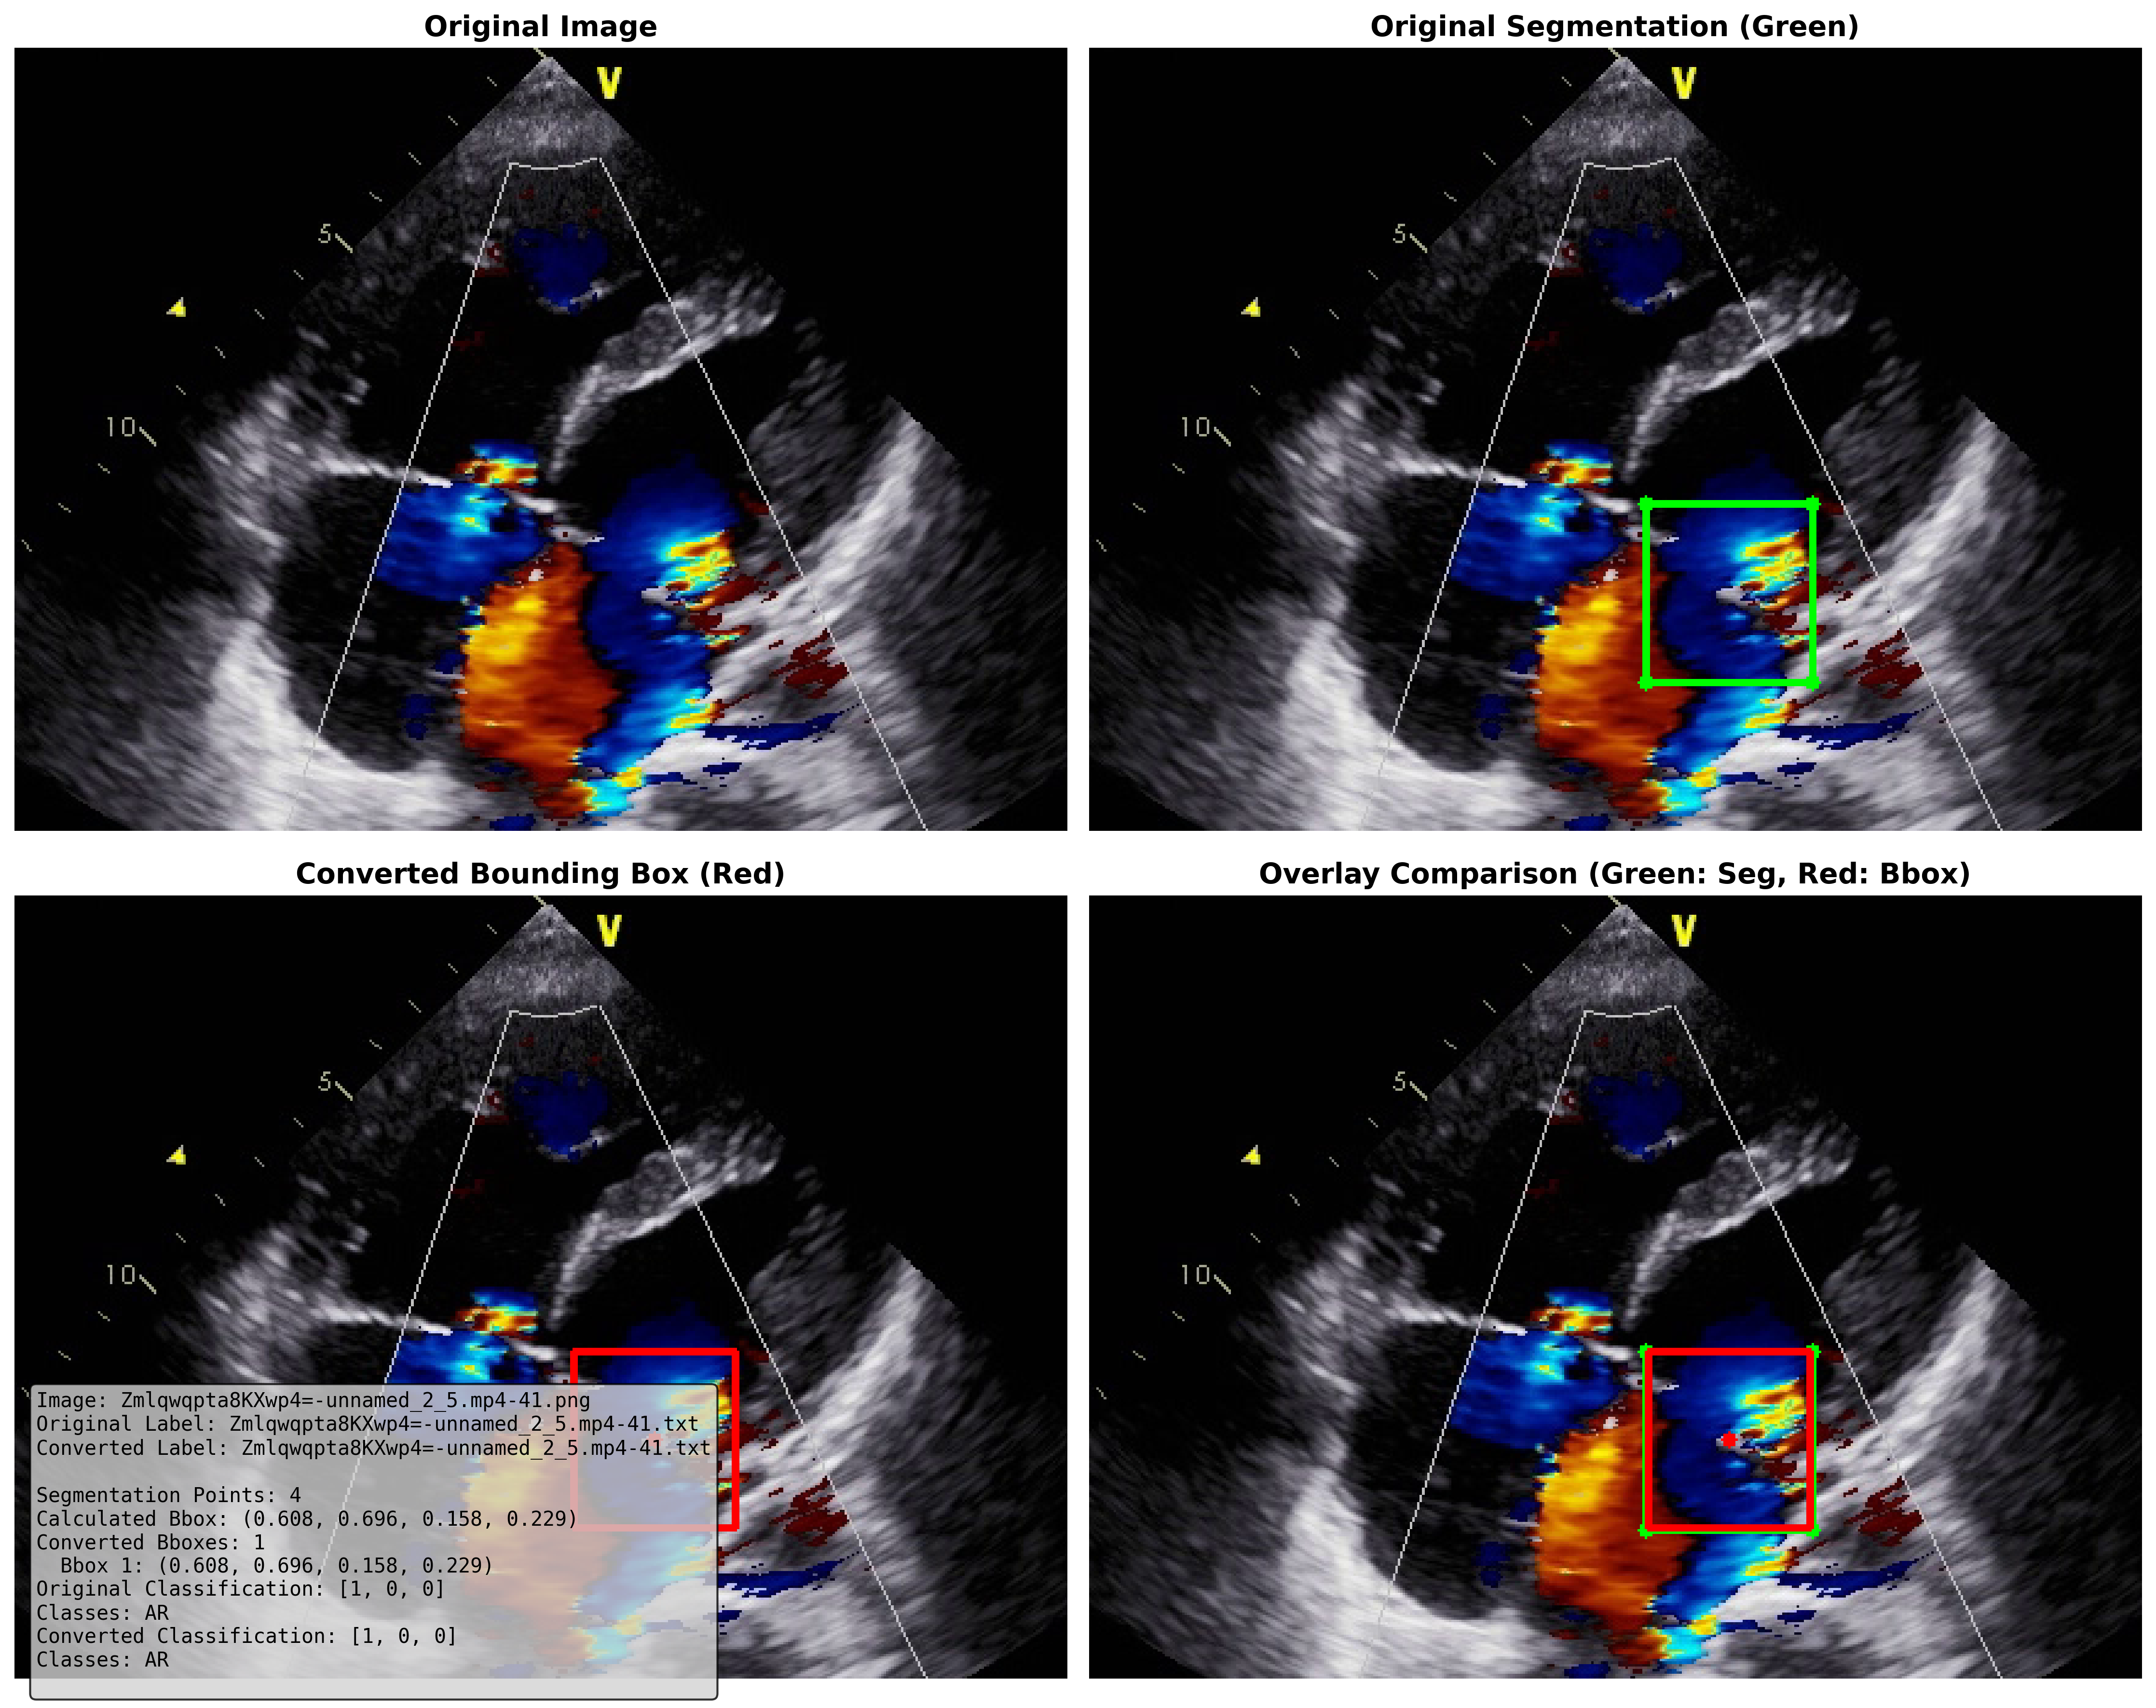 Original Image
Original Segmentation (Green)
V
V
5
5
10
10
Converted Bounding Box (Red)
Overlay Comparison (Green: Seg, Red: Bbox)
V
V
5
5
10
10
Image: Zmlqwqpta8KXwp4=-unnamed_2_5.mp4-41.png
Original Label: Zmlqwqpta8KXwp4=-unnamed_2_5.mp4-41.txt
Converted Label: Zmlqwqpta8KXwp4=-unnamed_2_5.mp4-41.txt
Segmentation Points: 4
Calculated Bbox: (0.608, 0.696, 0.158, 0.229)
Converted Bboxes: 1
Bbox 1: (0.608, 0.696, 0.158, 0.229)
Original Classification: [1, 0, 0]
Classes: AR
Converted Classification: [1, 0, 0]
Classes: AR